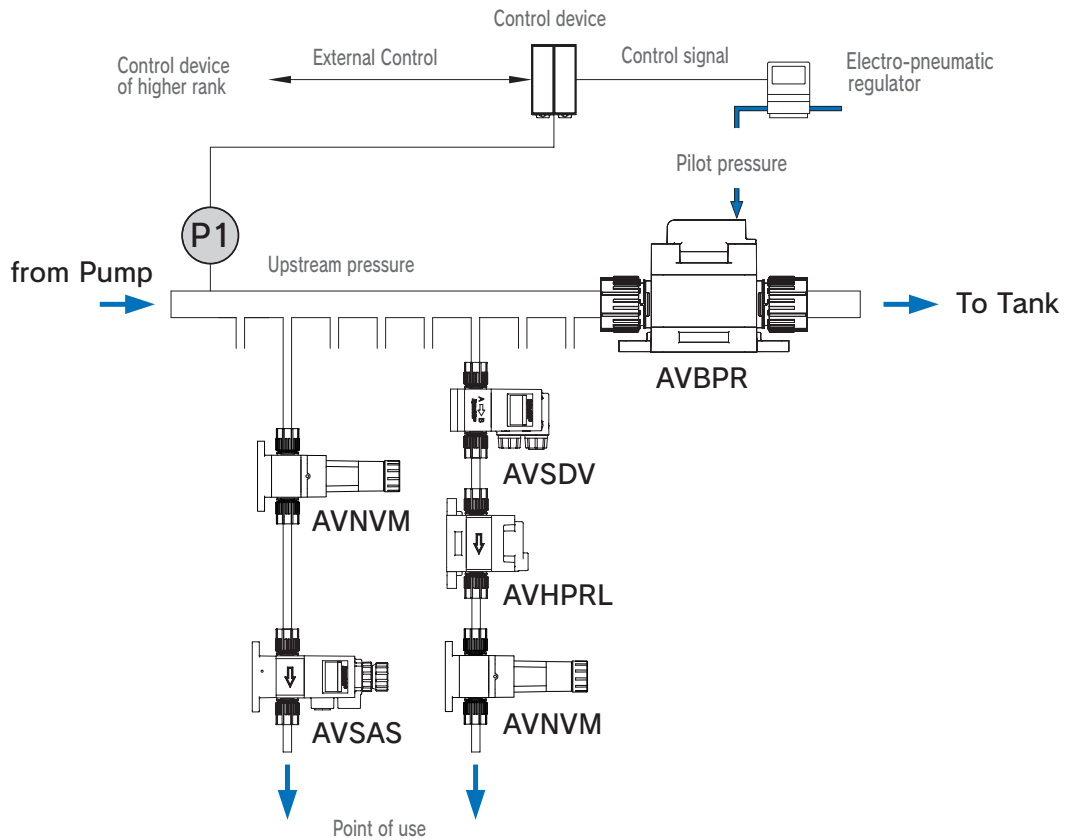 Control device
External Control
Control signal
Control device
of higher rank
Electro-pneumatic
regulator
Pilot pressure
P1
from Pump
Upstream pressure
To Tank
AVBPR
A B
AVSDV
AVNVM
AVHPRL
AVSAS
AVNVM
Point of use